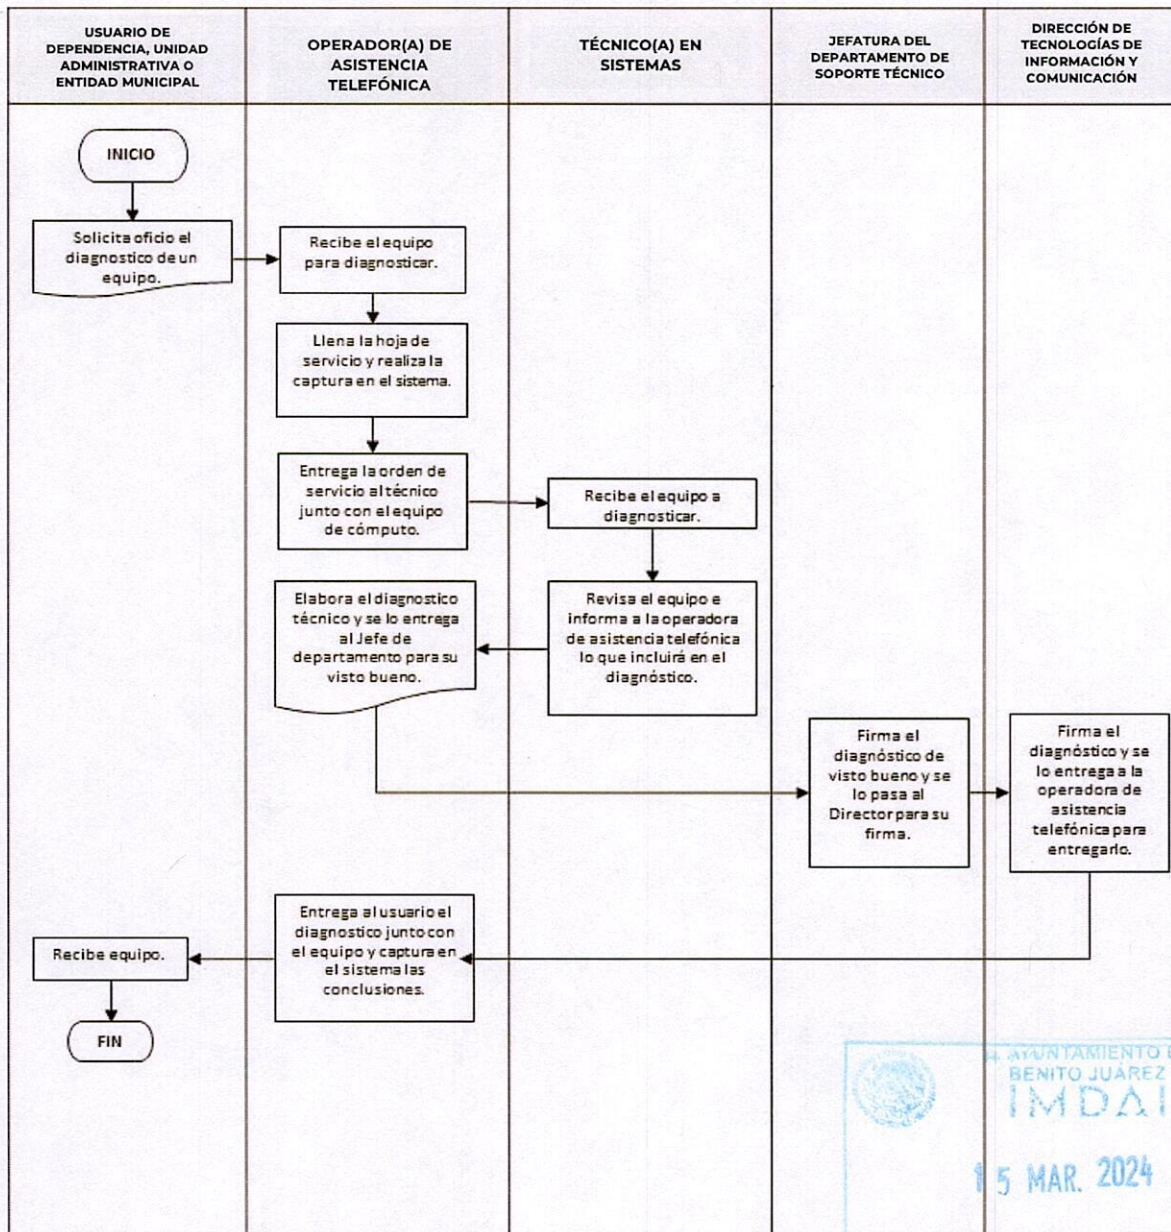 USUARIO DE
DEPENDENCIA, UNIDAD
ADMINISTRATIVA O
ENTIDAD MUNICIPAL
OPERADOR(A) DE
ASISTENCIA
TELEFÓNICA
TÉCNICO(A) EN
SISTEMAS
JEFATURA DEL
DEPARTAMENTO DE
SOPORTE TÉCNICO
DIRECCIÓN DE
TECNOLOGÍAS DE
INFORMACIÓN Y
COMUNICACIÓN
INICIO
Solicita oficio el
diagnostico de un
equipo.
Recibe el equipo
para diagnosticar.
Llena la hoja de
servicio y realiza la
captura en el sistema.
Entrega la orden de
servicio al técnico
junto con el equipo
de cómputo.
Recibe el equipo a
diagnosticar.
Revisa el equipo e
informa a la operadora
de asistencia telefónica
lo que incluirá en el
diagnóstico.
Elabora el diagnostico
técnico y se lo entrega
al Jefe de
departamento para su
visto bueno.
Firma el
diagnóstico de
visto bueno y se
lo pasa al
Director para su
firma.
Firma el
diagnóstico y se
lo entrega a la
operadora de
asistencia
telefónica para
entregarlo.
Entrega al usuario el
diagnostico junto con
el equipo y captura en
el sistema las
conclusiones.
Recibe equipo.
FIN
AYUNTAMIENTO
BENITO JUÁREZ
IMDAI
15 MAR. 2024